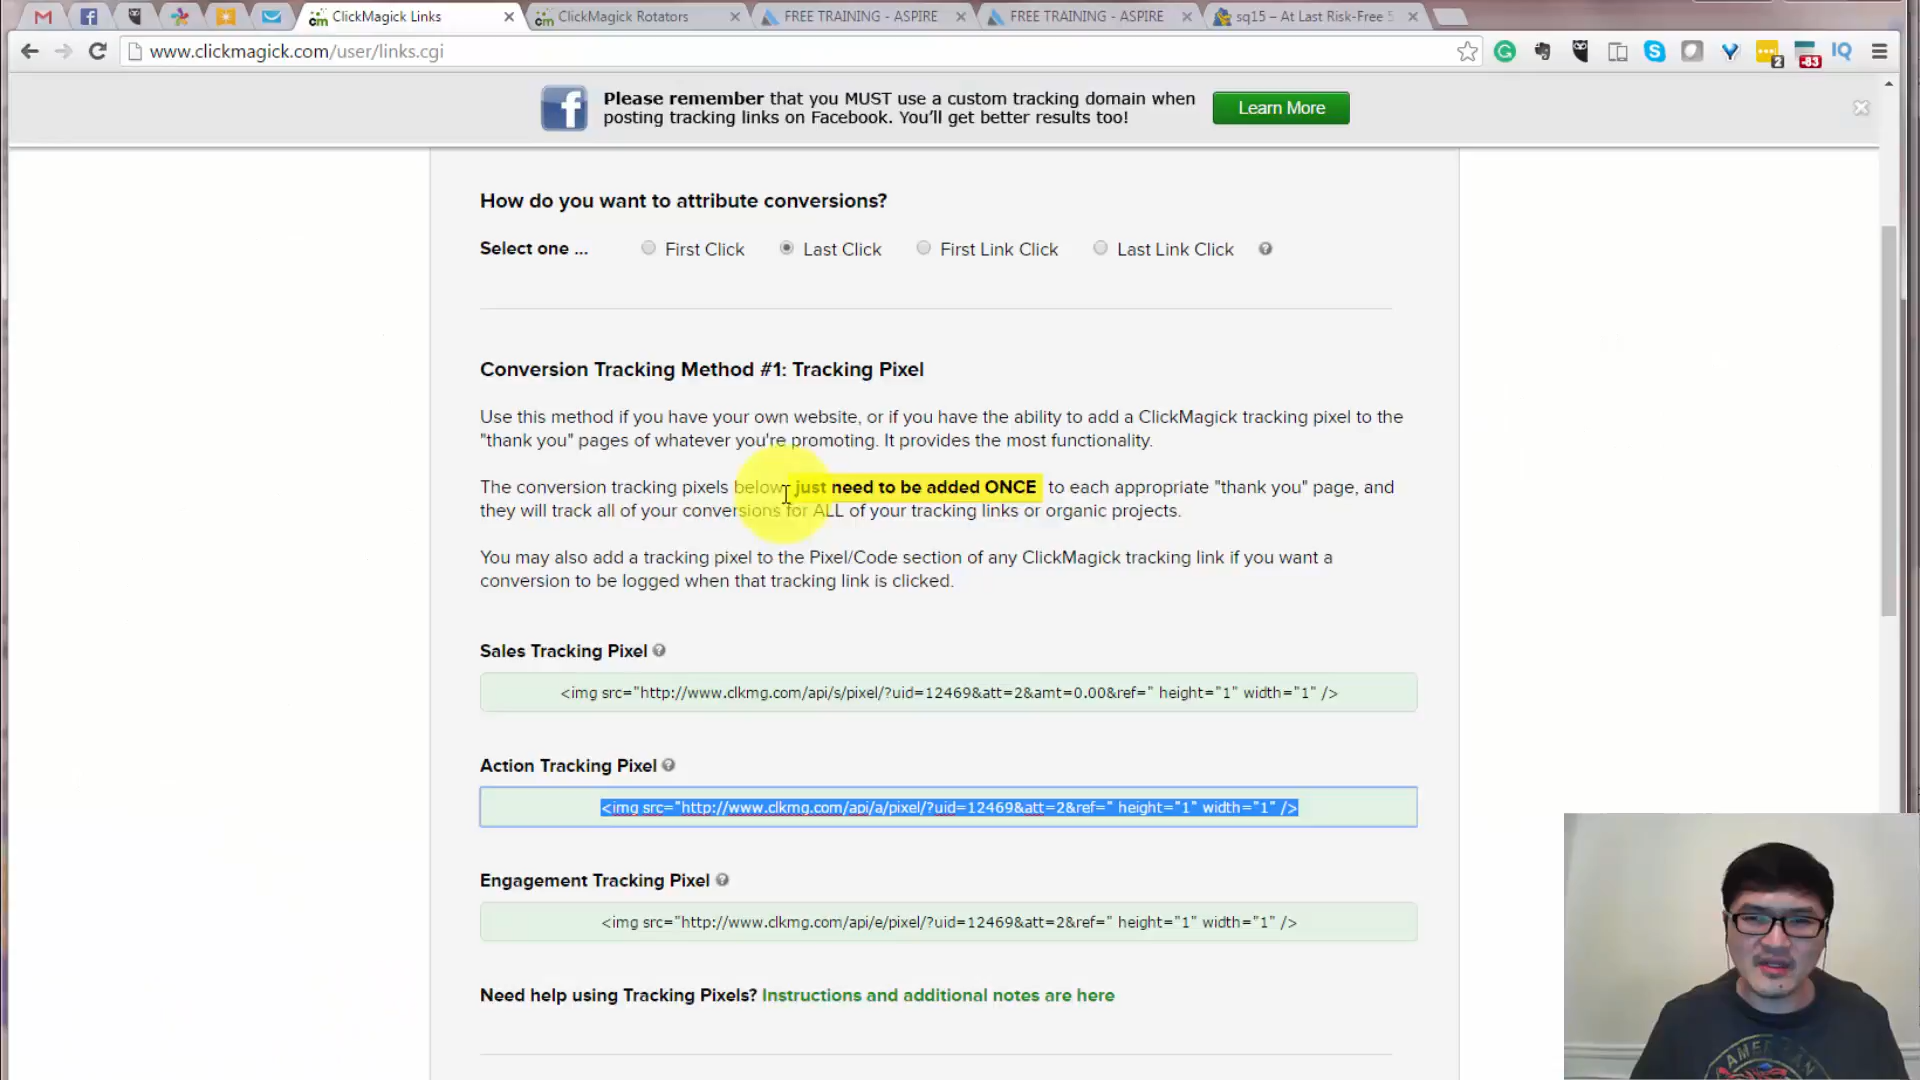 ClickMagick Links
ClickMagick Rotators
FREE TRAINING - ASPIRE
FREE TRAINING - ASPIRE
sq15 – At Last Risk-Free 5
www.clickmagick.com/user/links.cgi
2
-83
IQ
Please remember that you MUST use a custom tracking domain when
posting tracking links on Facebook. You'll get better results too!
Learn More
How do you want to attribute conversions?
Select one ... First Click Last Click First Link Click Last Link Click
Conversion Tracking Method #1: Tracking Pixel
Use this method if you have your own website, or if you have the ability to add a ClickMagick tracking pixel to the
"thank you" pages of whatever you're promoting. It provides the most functionality.
The conversion tracking pixels below just need to be added ONCE to each appropriate "thank you" page, and
they will track all of your conversions for ALL of your tracking links or organic projects.
You may also add a tracking pixel to the Pixel/Code section of any ClickMagick tracking link if you want a
conversion to be logged when that tracking link is clicked.
Sales Tracking Pixel
<img src="http://www.clkmg.com/api/s/pixel/?uid=12469&att=2&amt=0.00&ref=" height="1" width="1" />
Action Tracking Pixel
<img src="http://www.clkmg.com/api/a/pixel/?uid=12469&att=2&ref=" height="1" width="1" />
Engagement Tracking Pixel
<img src="http://www.clkmg.com/api/e/pixel/?uid=12469&att=2&ref=" height="1" width="1" />
Need help using Tracking Pixels? Instructions and additional notes are here
AMERICAN